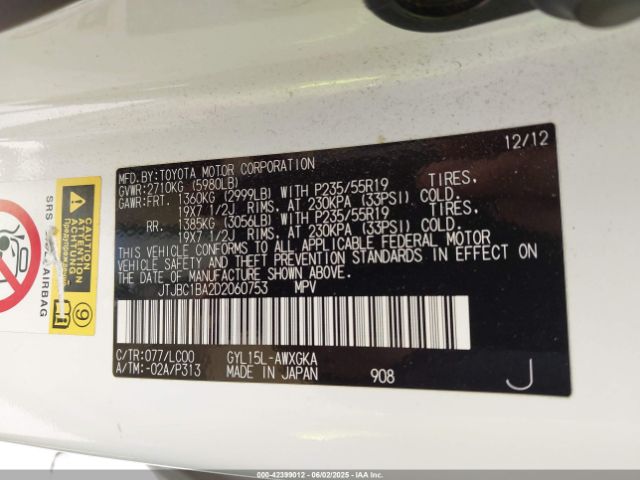 12/12
MFD.BY:TOYOTA MOTOR CORPORATION
GVWR:2710KG (5980LB)
GAWR:FRT. 1360KG (2999LB) WITH P235/55R19 TIRES,
19X7 1/2J RIMS. AT 230KPA (33PSI) COLD.
RR. 1385KG (3056LB) WITH P235/55R19 TIRES,
19X7 1/2J RIMS. AT 230KPA (33PSI) COLD.
THIS VEHICLE CONFORMS TO ALL APPLICABLE FEDERAL MOTOR
VEHICLE SAFETY AND THEFT PREVENTION STANDARDS IN EFFECT ON
THE DATE OF MANUFACTURE SHOWN ABOVE.
JTJBC1BA2D2060753 MPV
C/TR:077/LC00 GYL15L-AWXGKA
A/TM:-02A/P313 MADE IN JAPAN 908
J
SRS AIRBAG
CAUTION
ACHTUNG
9
000-42399012 - 06/02/2025 - IAA Inc.